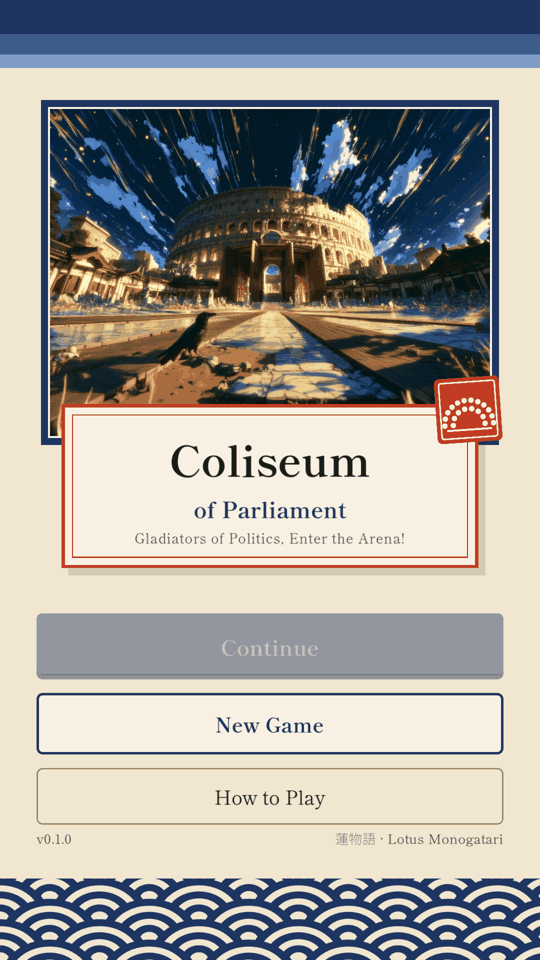 Coliseum
of Parliament
Gladiators of Politics, Enter the Arena!
Continue
New Game
How to Play
v0.1.0
蓮物語 · Lotus Monogatari